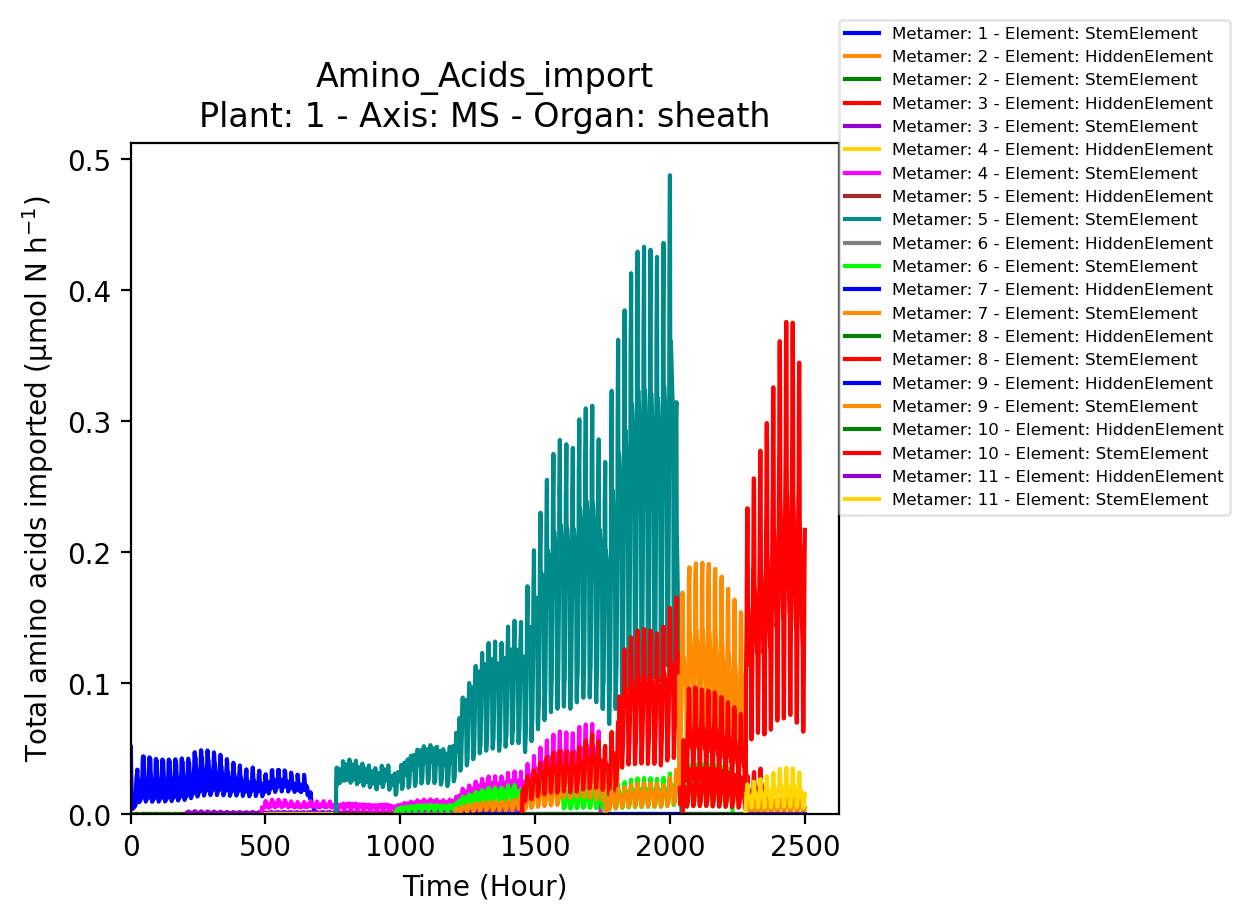 Amino_Acids_import
Plant: 1 - Axis: MS - Organ: sheath
Total amino acids imported (µmol N h⁻¹)
0.5
0.4
0.3
0.2
0.1
0.0
0 500 1000 1500 2000 2500
Time (Hour)
Metamer: 1 - Element: StemElement
Metamer: 2 - Element: HiddenElement
Metamer: 2 - Element: StemElement
Metamer: 3 - Element: HiddenElement
Metamer: 3 - Element: StemElement
Metamer: 4 - Element: HiddenElement
Metamer: 4 - Element: StemElement
Metamer: 5 - Element: HiddenElement
Metamer: 5 - Element: StemElement
Metamer: 6 - Element: HiddenElement
Metamer: 6 - Element: StemElement
Metamer: 7 - Element: HiddenElement
Metamer: 7 - Element: StemElement
Metamer: 8 - Element: HiddenElement
Metamer: 8 - Element: StemElement
Metamer: 9 - Element: HiddenElement
Metamer: 9 - Element: StemElement
Metamer: 10 - Element: HiddenElement
Metamer: 10 - Element: StemElement
Metamer: 11 - Element: HiddenElement
Metamer: 11 - Element: StemElement